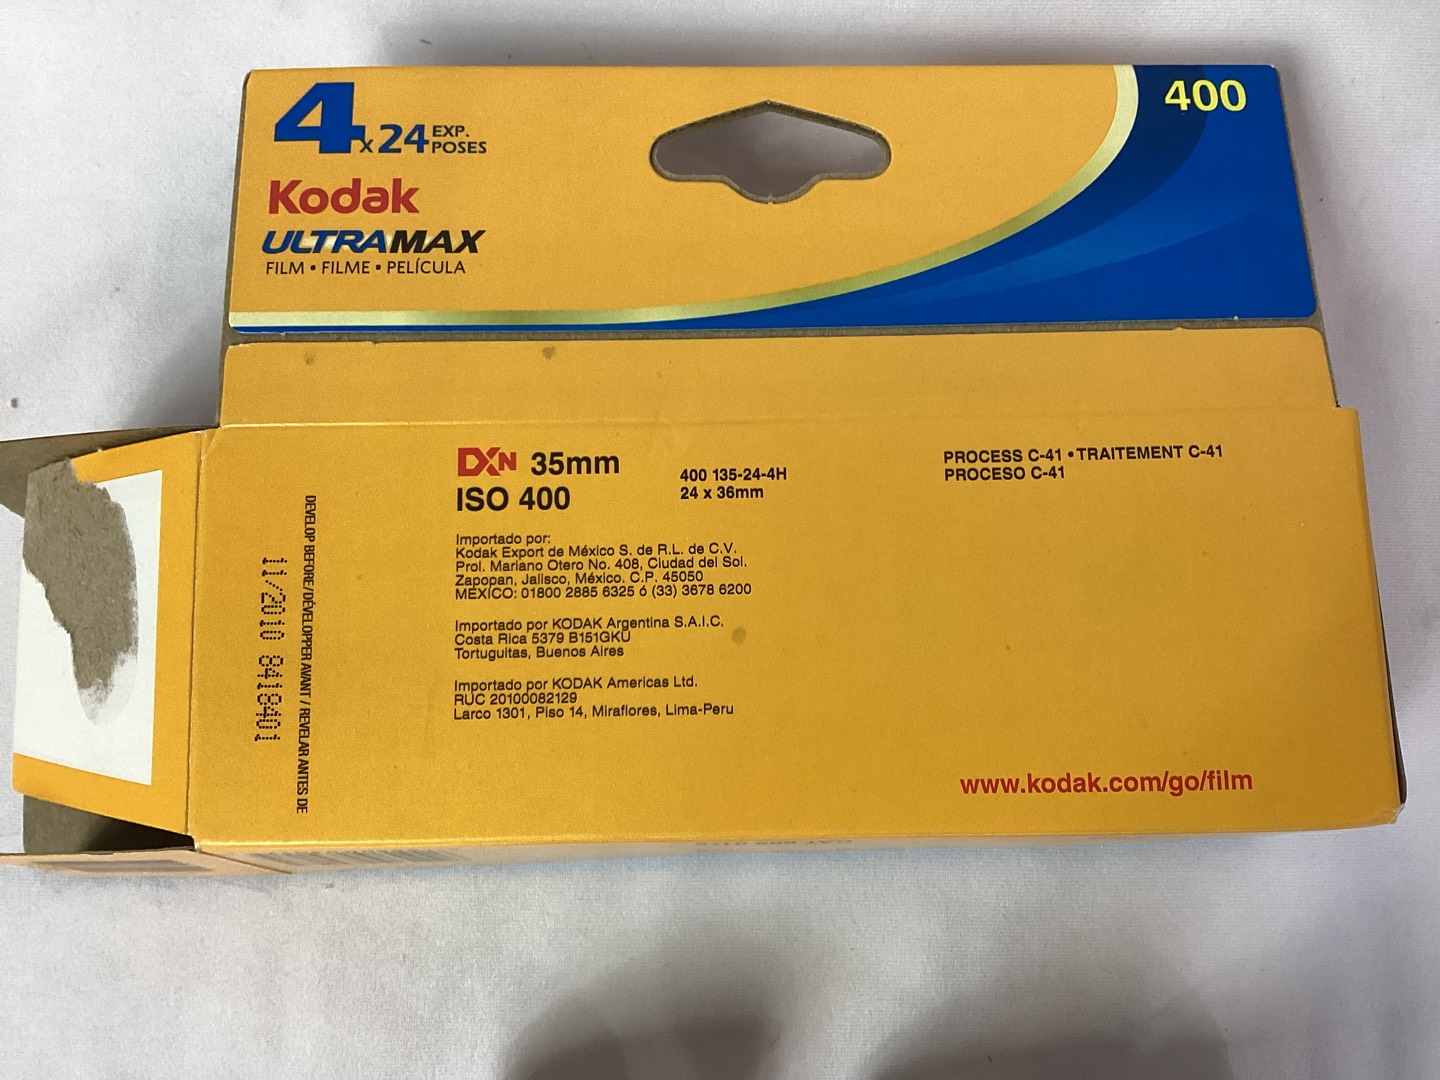 4 x 24 EXP. POSES
400
Kodak
ULTRAMAX
FILM • FILME • PELÍCULA
DXN 35mm
ISO 400
400 135-24-4H
24 x 36mm
PROCESS C-41 • TRAITEMENT C-41
PROCESO C-41
Importado por:
Kodak Export de México S. de R.L. de C.V.
Prol. Mariano Otero No. 408, Ciudad del Sol.
Zapopan, Jalisco, México. C.P. 45050
MEXICO: 01800 2885 6325 ó (33) 3678 6200
Importado por KODAK Argentina S.A.I.C.
Costa Rica 5379 B151GKU
Tortuguitas, Buenos Aires
Importado por KODAK Americas Ltd.
RUC 20100082129
Larco 1301, Piso 14, Miraflores, Lima-Peru
www.kodak.com/go/film
DEVELOP BEFORE/DÉVELOPPER AVANT / REVELAR ANTES DE
11/2010 8418401